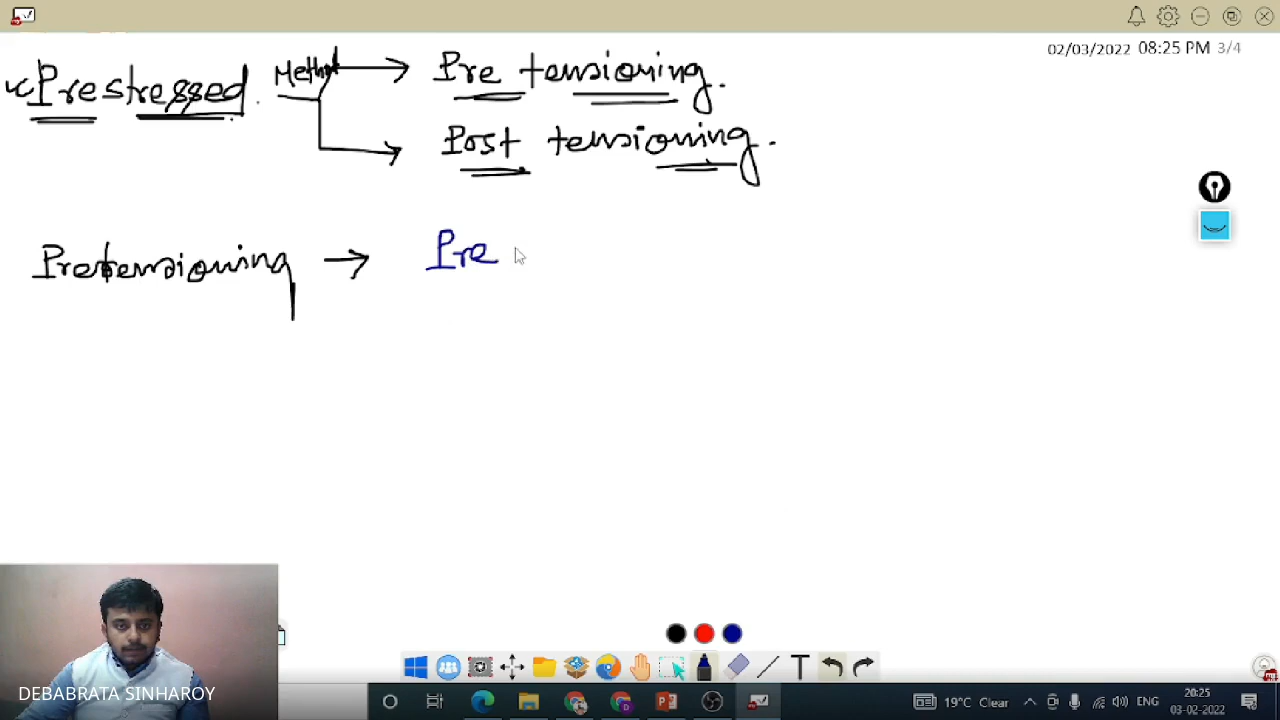 02/03/2022 08:25 PM 3/4
Prestressed. Method → Pre tensioning.
→ Post tensioning.
Pretensioning → Pre
DEBABRATA SINHAROY
T
19°C Clear
ENG
20:25
03-02-2022